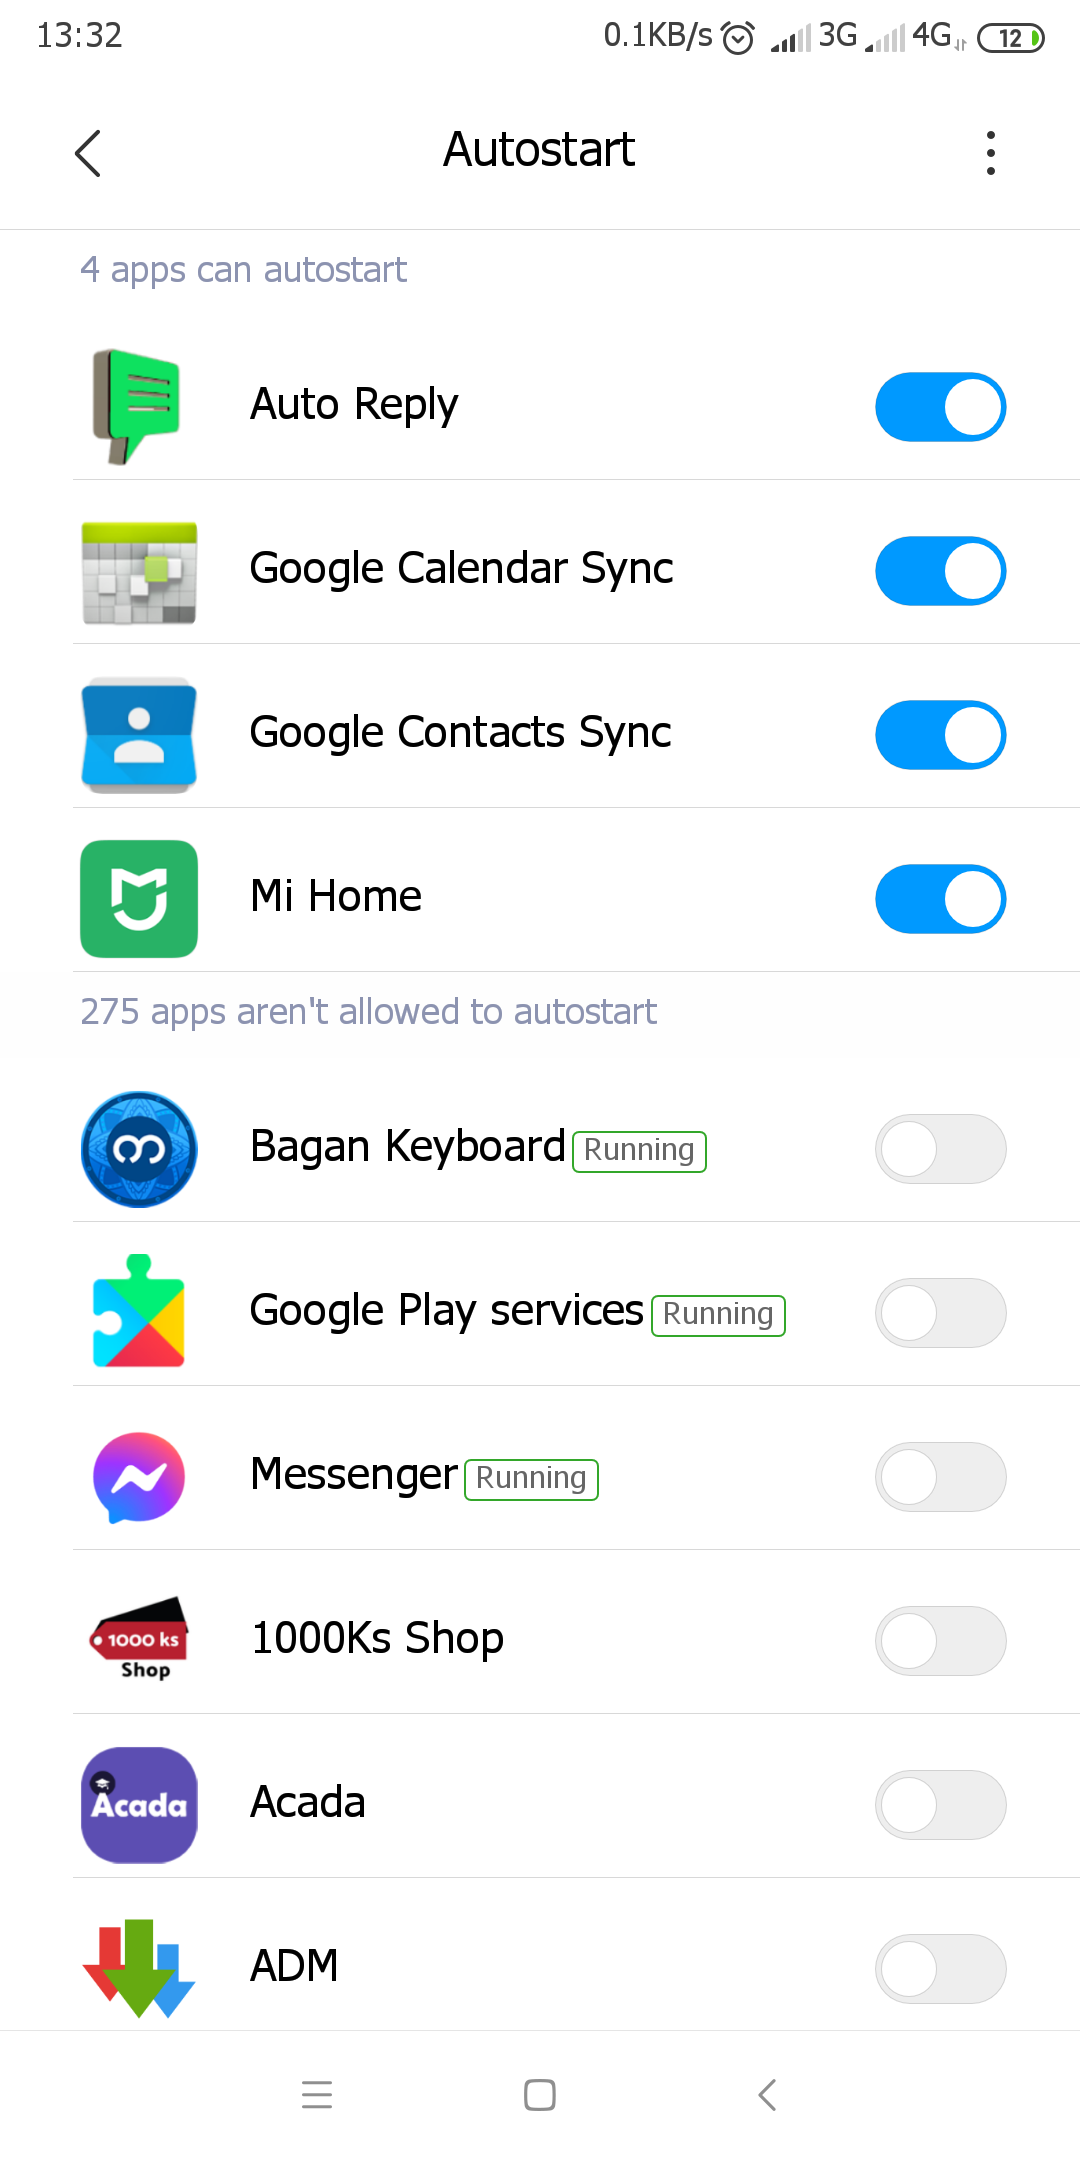 13:32 0.1KB/s 3G 4G 12
Autostart
4 apps can autostart
Auto Reply
Google Calendar Sync
Google Contacts Sync
Mi Home
275 apps aren't allowed to autostart
Bagan Keyboard Running
Google Play services Running
Messenger Running
1000 ks
Shop
1000Ks Shop
Acada
Acada
ADM